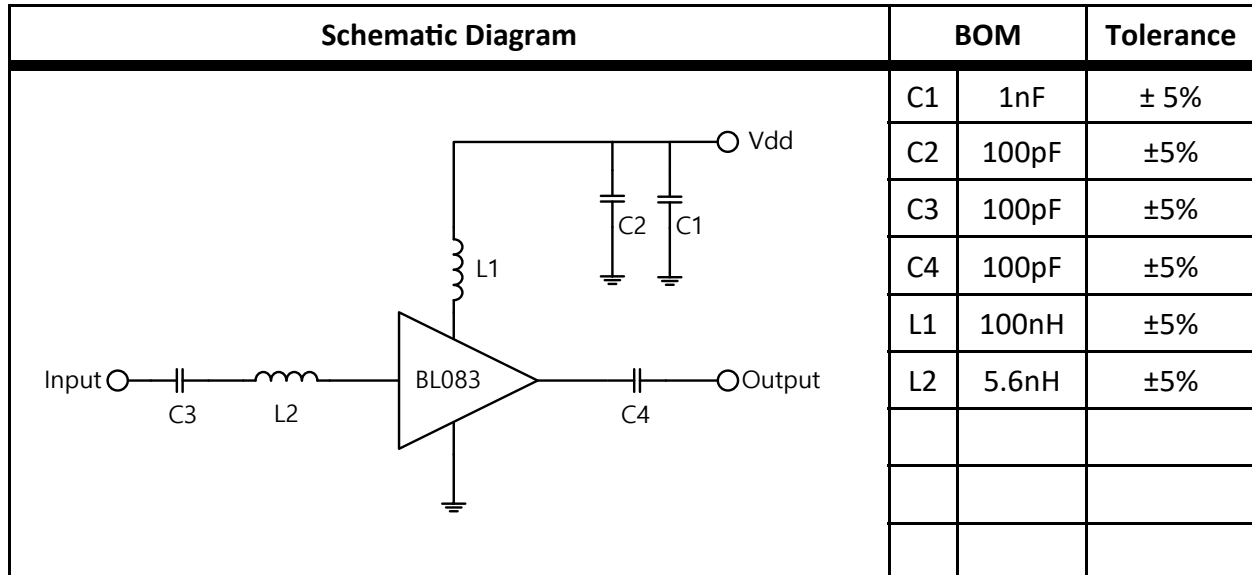 Schematic Diagram BOM Tolerance
C1 1nF ± 5%
Vdd
C2 100pF ±5%
C2 C1
C3 100pF ±5%
L1
C4 100pF ±5%
L1 100nH ±5%
Input BL083 Output
L2 5.6nH ±5%
C3 L2 C4